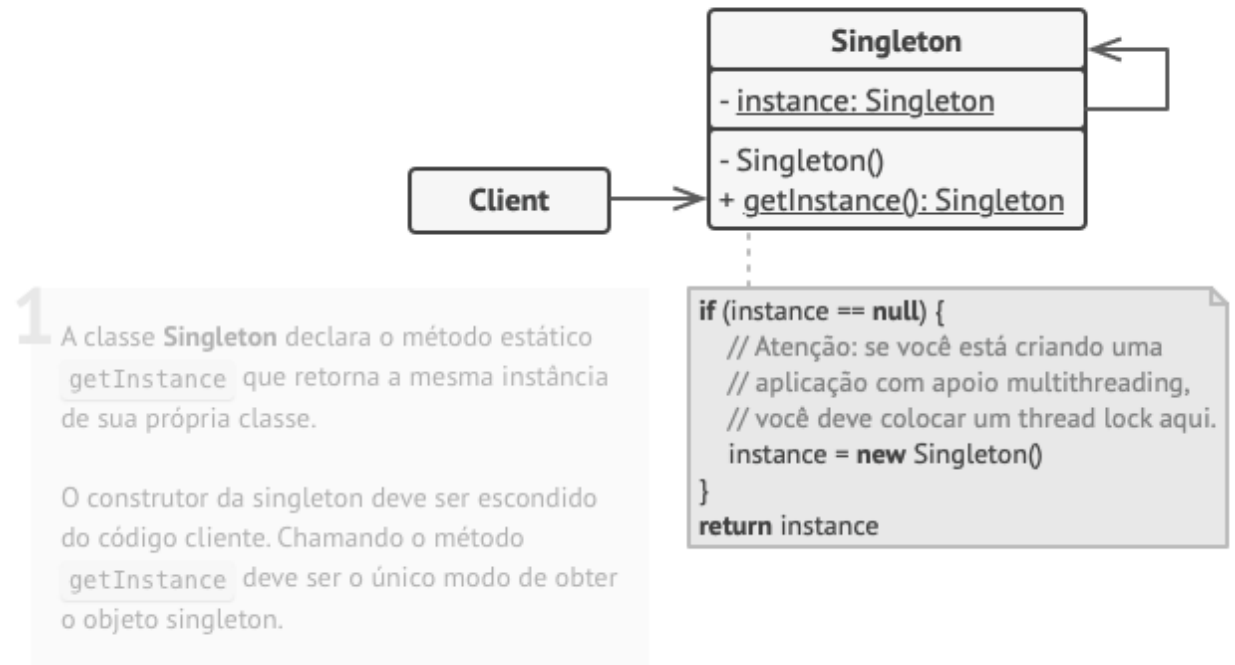 Singleton
- instance: Singleton
- Singleton()
+ getInstance(): Singleton
Client
1
A classe Singleton declara o método estático
getInstance que retorna a mesma instância
de sua própria classe.
O construtor da singleton deve ser escondido
do código cliente. Chamando o método
getInstance deve ser o único modo de obter
o objeto singleton.
if (instance == null) {
// Atenção: se você está criando uma
// aplicação com apoio multithreading,
// você deve colocar um thread lock aqui.
instance = new Singleton()
}
return instance